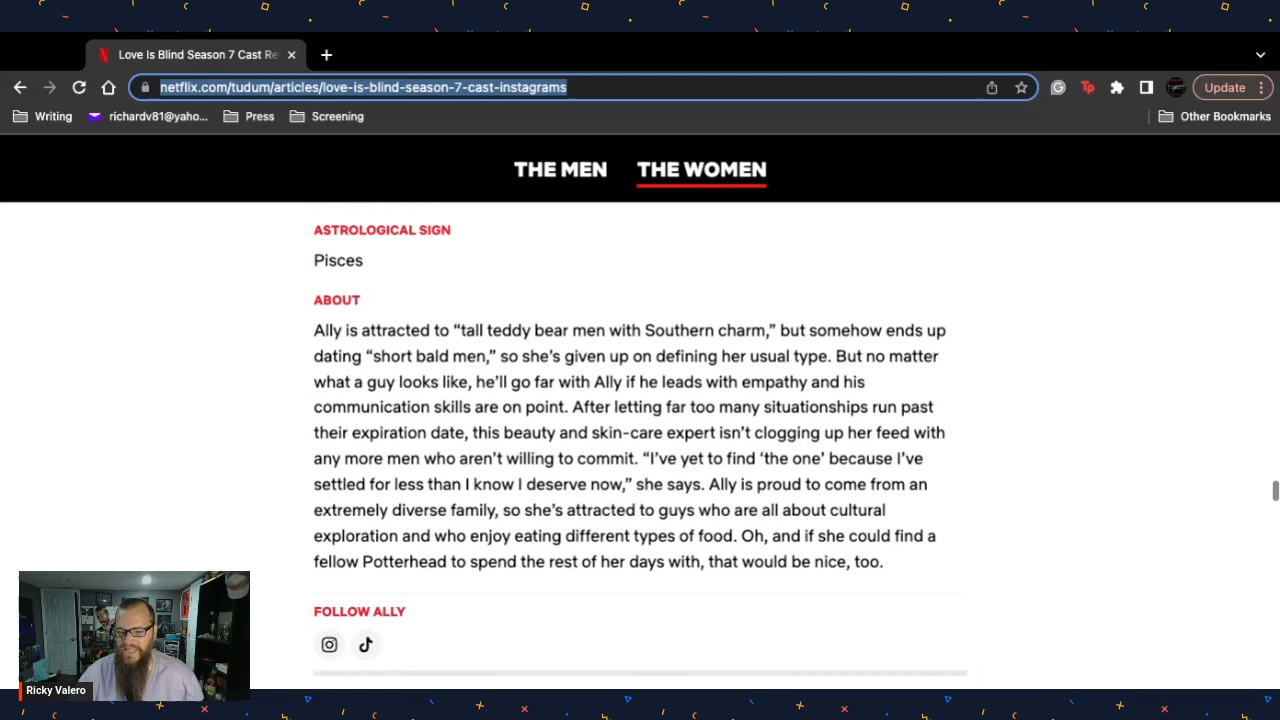 Love Is Blind Season 7 Cast Re
netflix.com/tudum/articles/love-is-blind-season-7-cast-instagrams
Update
Writing
richardv81@yaho...
Press
Screening
Other Bookmarks
THE MEN
THE WOMEN
ASTROLOGICAL SIGN
Pisces
ABOUT
Ally is attracted to “tall teddy bear men with Southern charm,” but somehow ends up
dating “short bald men,” so she’s given up on defining her usual type. But no matter
what a guy looks like, he’ll go far with Ally if he leads with empathy and his
communication skills are on point. After letting far too many situationships run past
their expiration date, this beauty and skin-care expert isn’t clogging up her feed with
any more men who aren’t willing to commit. “I’ve yet to find ‘the one’ because I’ve
settled for less than I know I deserve now,” she says. Ally is proud to come from an
extremely diverse family, so she’s attracted to guys who are all about cultural
exploration and who enjoy eating different types of food. Oh, and if she could find a
fellow Potterhead to spend the rest of her days with, that would be nice, too.
FOLLOW ALLY
Ricky Valero